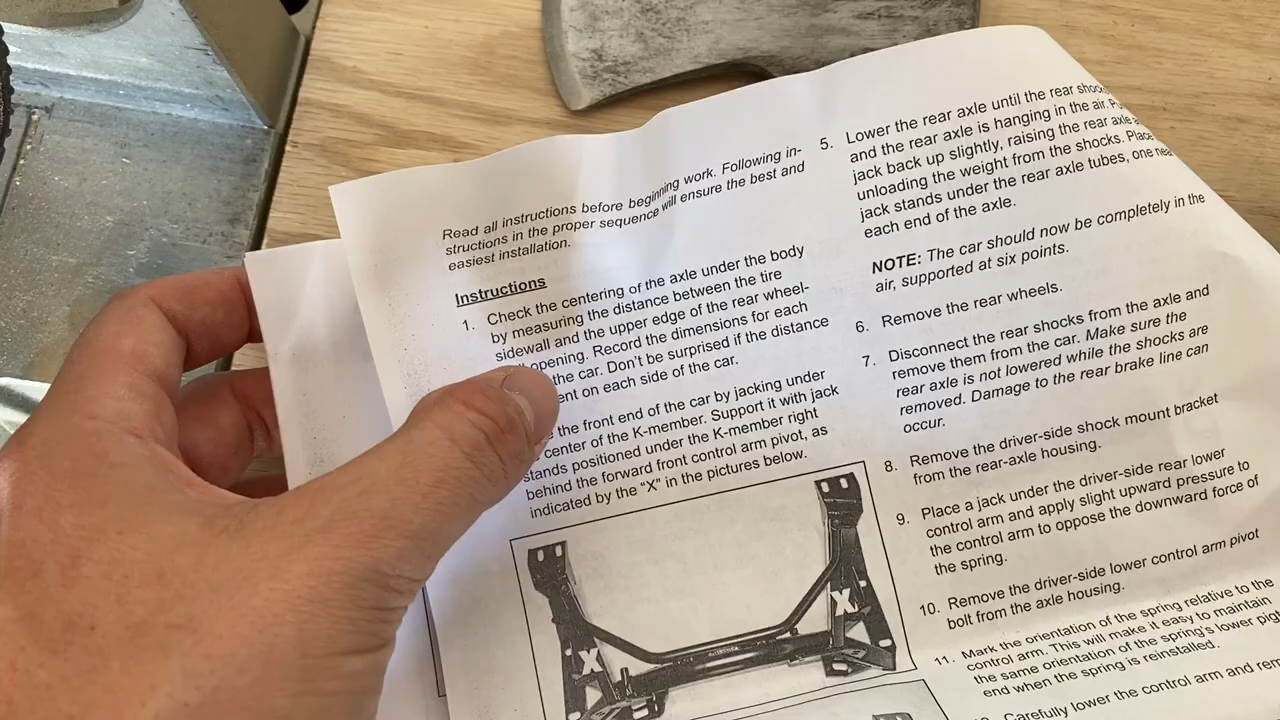 Read all instructions before beginning work. Following in-
structions in the proper sequence will ensure the best and
easiest installation.
Instructions
1. Check the centering of the axle under the body
by measuring the distance between the tire
sidewall and the upper edge of the rear wheel-
opening. Record the dimensions for each
the car. Don't be surprised if the distance
on each side of the car.
the front end of the car by jacking under
center of the K-member. Support it with jack
stands positioned under the K-member right
behind the forward front control arm pivot, as
indicated by the "X" in the pictures below.
X
X
5. Lower the rear axle until the rear
and the rear axle is hanging in the air.
jack back up slightly, raising the rear axle
unloading the weight from the shocks. Place
jack stands under the rear axle tubes, one
each end of the axle.
NOTE: The car should now be completely in the
air, supported at six points.
6. Remove the rear wheels.
7. Disconnect the rear shocks from the axle and
remove them from the car. Make sure the
rear axle is not lowered while the shocks are
removed. Damage to the rear brake line can
occur.
8. Remove the driver-side shock mount bracket
from the rear-axle housing.
9. Place a jack under the driver-side rear lower
control arm and apply slight upward pressure to
the control arm to oppose the downward force of
the spring.
10. Remove the driver-side lower control arm pivot
bolt from the axle housing.
11. Mark the orientation of the spring relative to the
control arm. This will make it easy to maintain
the same orientation of the spring's lower
end when the spring is reinstalled.
Carefully lower the control arm and